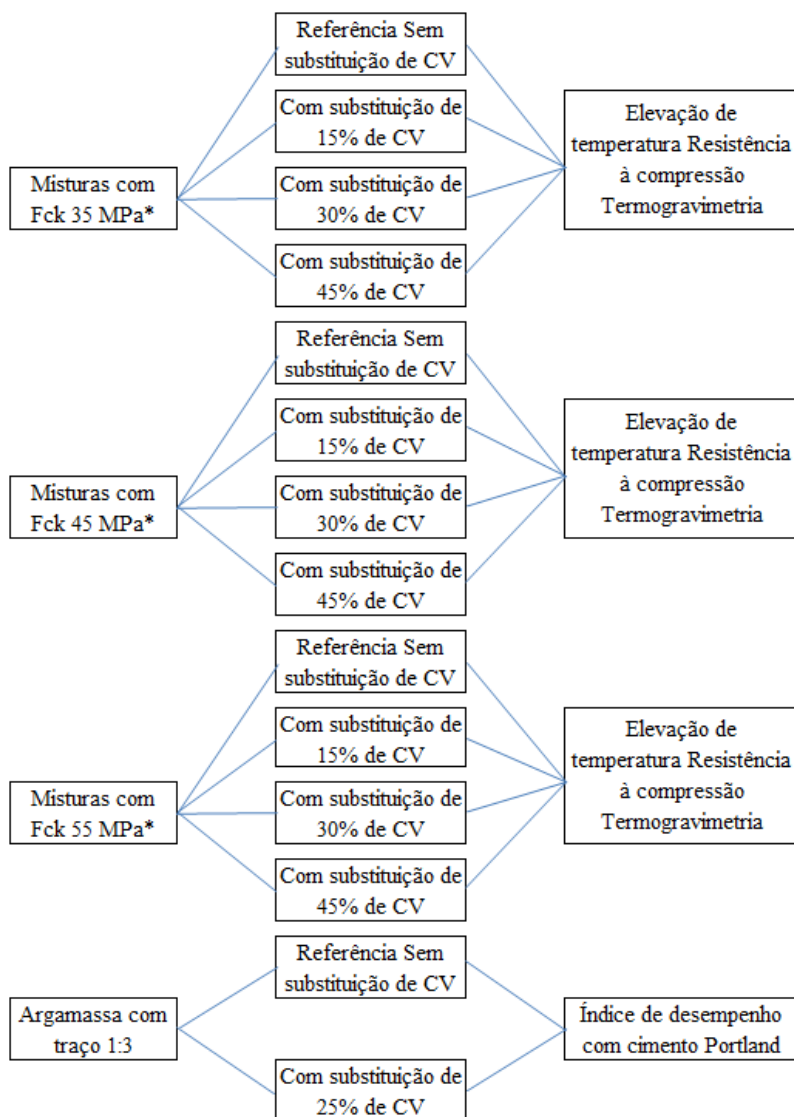 Referência Sem
substituição de CV
Com substituição de
15% de CV
Misturas com
Fck 35 MPa*
Com substituição de
30% de CV
Com substituição de
45% de CV
Elevação de
temperatura Resistência
à compressão
Termogravimetria
Referência Sem
substituição de CV
Com substituição de
15% de CV
Misturas com
Fck 45 MPa*
Com substituição de
30% de CV
Com substituição de
45% de CV
Elevação de
temperatura Resistência
à compressão
Termogravimetria
Referência Sem
substituição de CV
Com substituição de
15% de CV
Misturas com
Fck 55 MPa*
Com substituição de
30% de CV
Com substituição de
45% de CV
Elevação de
temperatura Resistência
à compressão
Termogravimetria
Referência Sem
substituição de CV
Argamassa com
traço 1:3
Com substituição de
25% de CV
Índice de desempenho
com cimento Portland